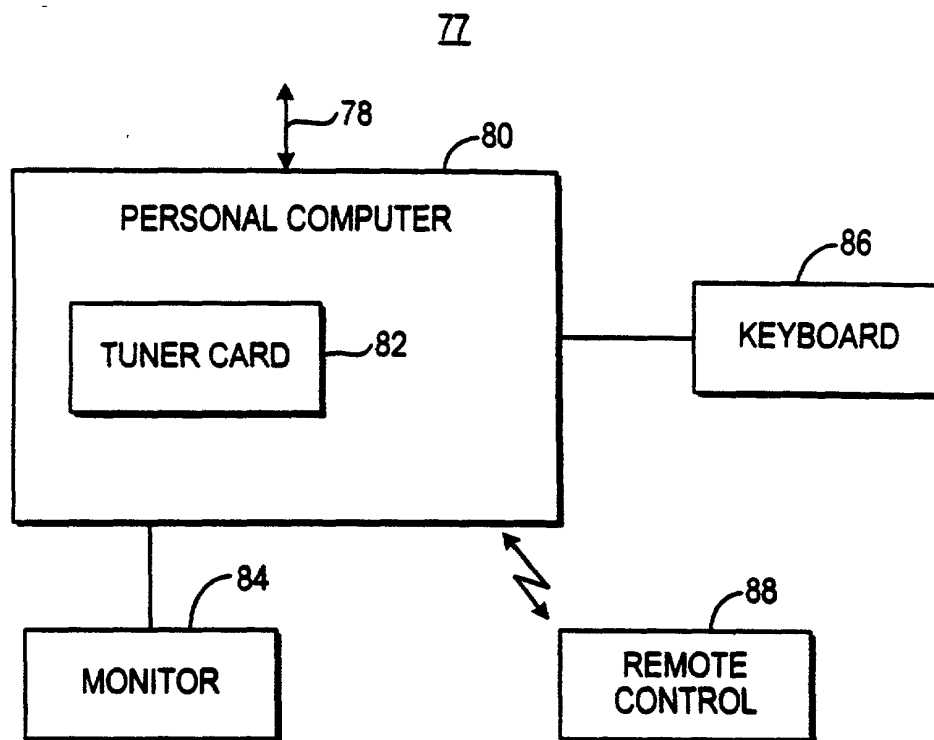 77
78
80
PERSONAL COMPUTER
86
TUNER CARD
82
KEYBOARD
84
88
MONITOR
REMOTE
CONTROL